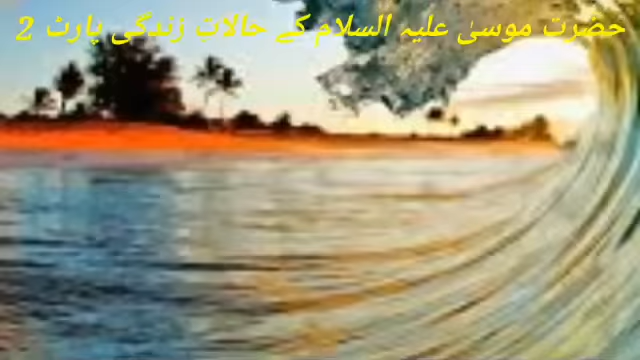 حضرت موسیٰ علیہ السلام کے حالات زندگی پارٹ 2